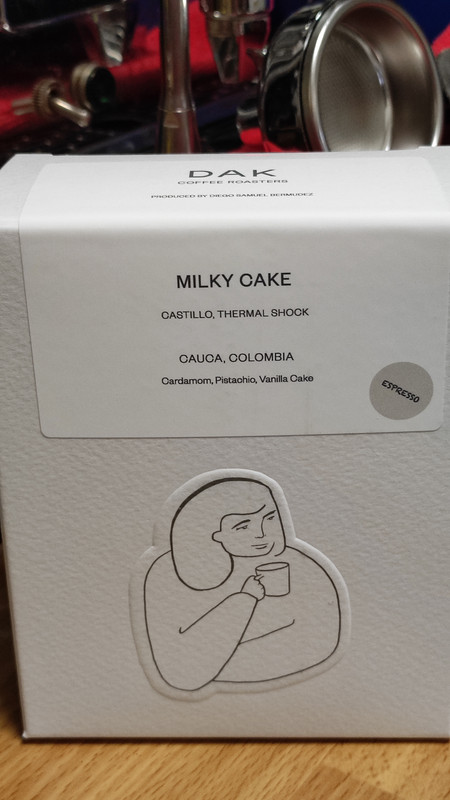 DAK
COFFEE ROASTERS
PRODUCED BY DIEGO SAMUEL BERMUDEZ
MILKY CAKE
CASTILLO, THERMAL SHOCK
CAUCA, COLOMBIA
Cardamom, Pistachio, Vanilla Cake
ESPRESSO